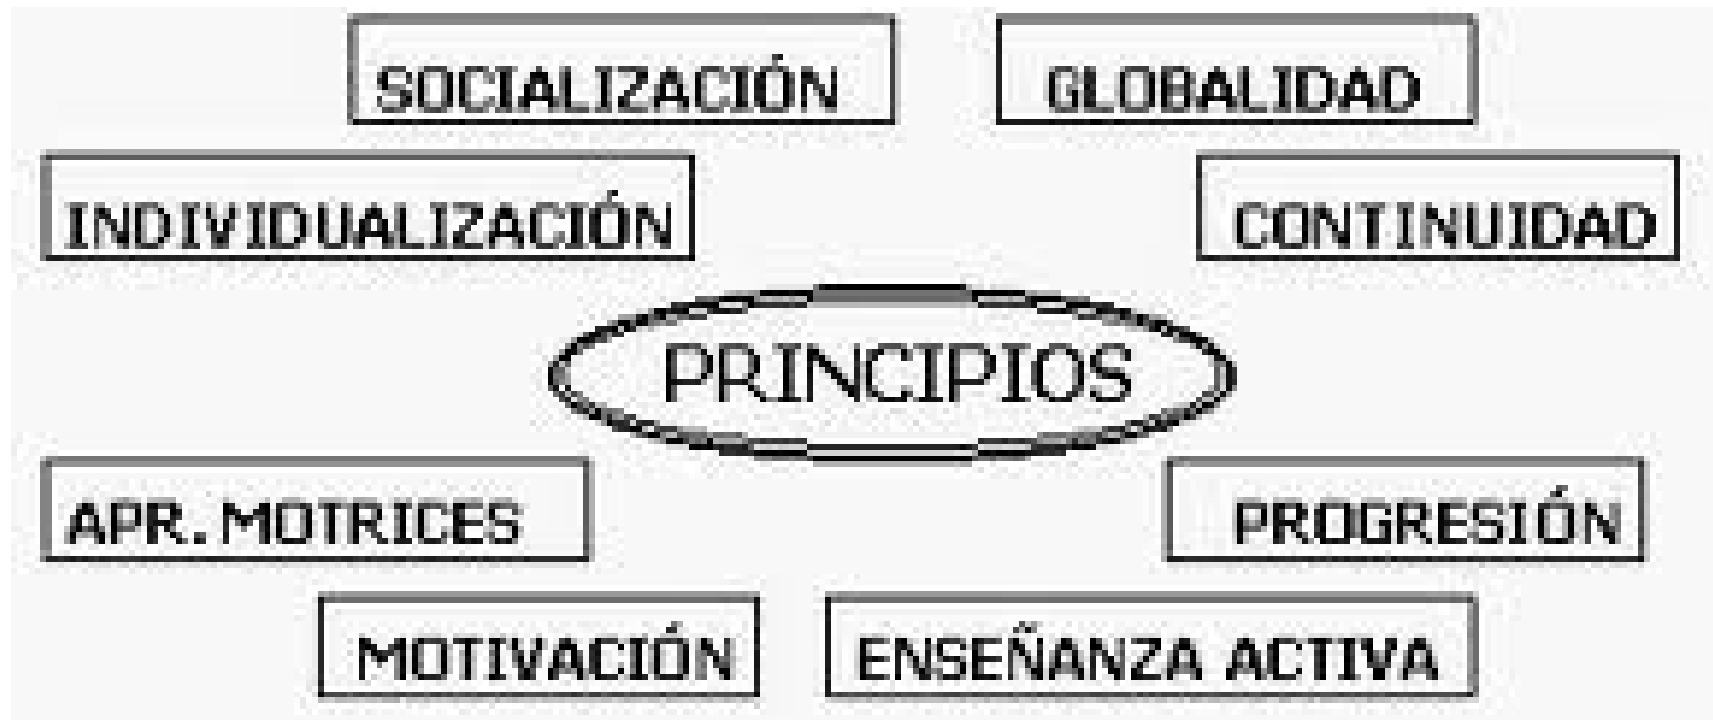 SOCIALIZACIÓN
GLOBALIDAD
INDIVIDUALIZACIÓN
CONTINUIDAD
PRINCIPIOS
APR. MOTRICES
PROGRESIÓN
MOTIVACIÓN
ENSEÑANZA ACTIVA